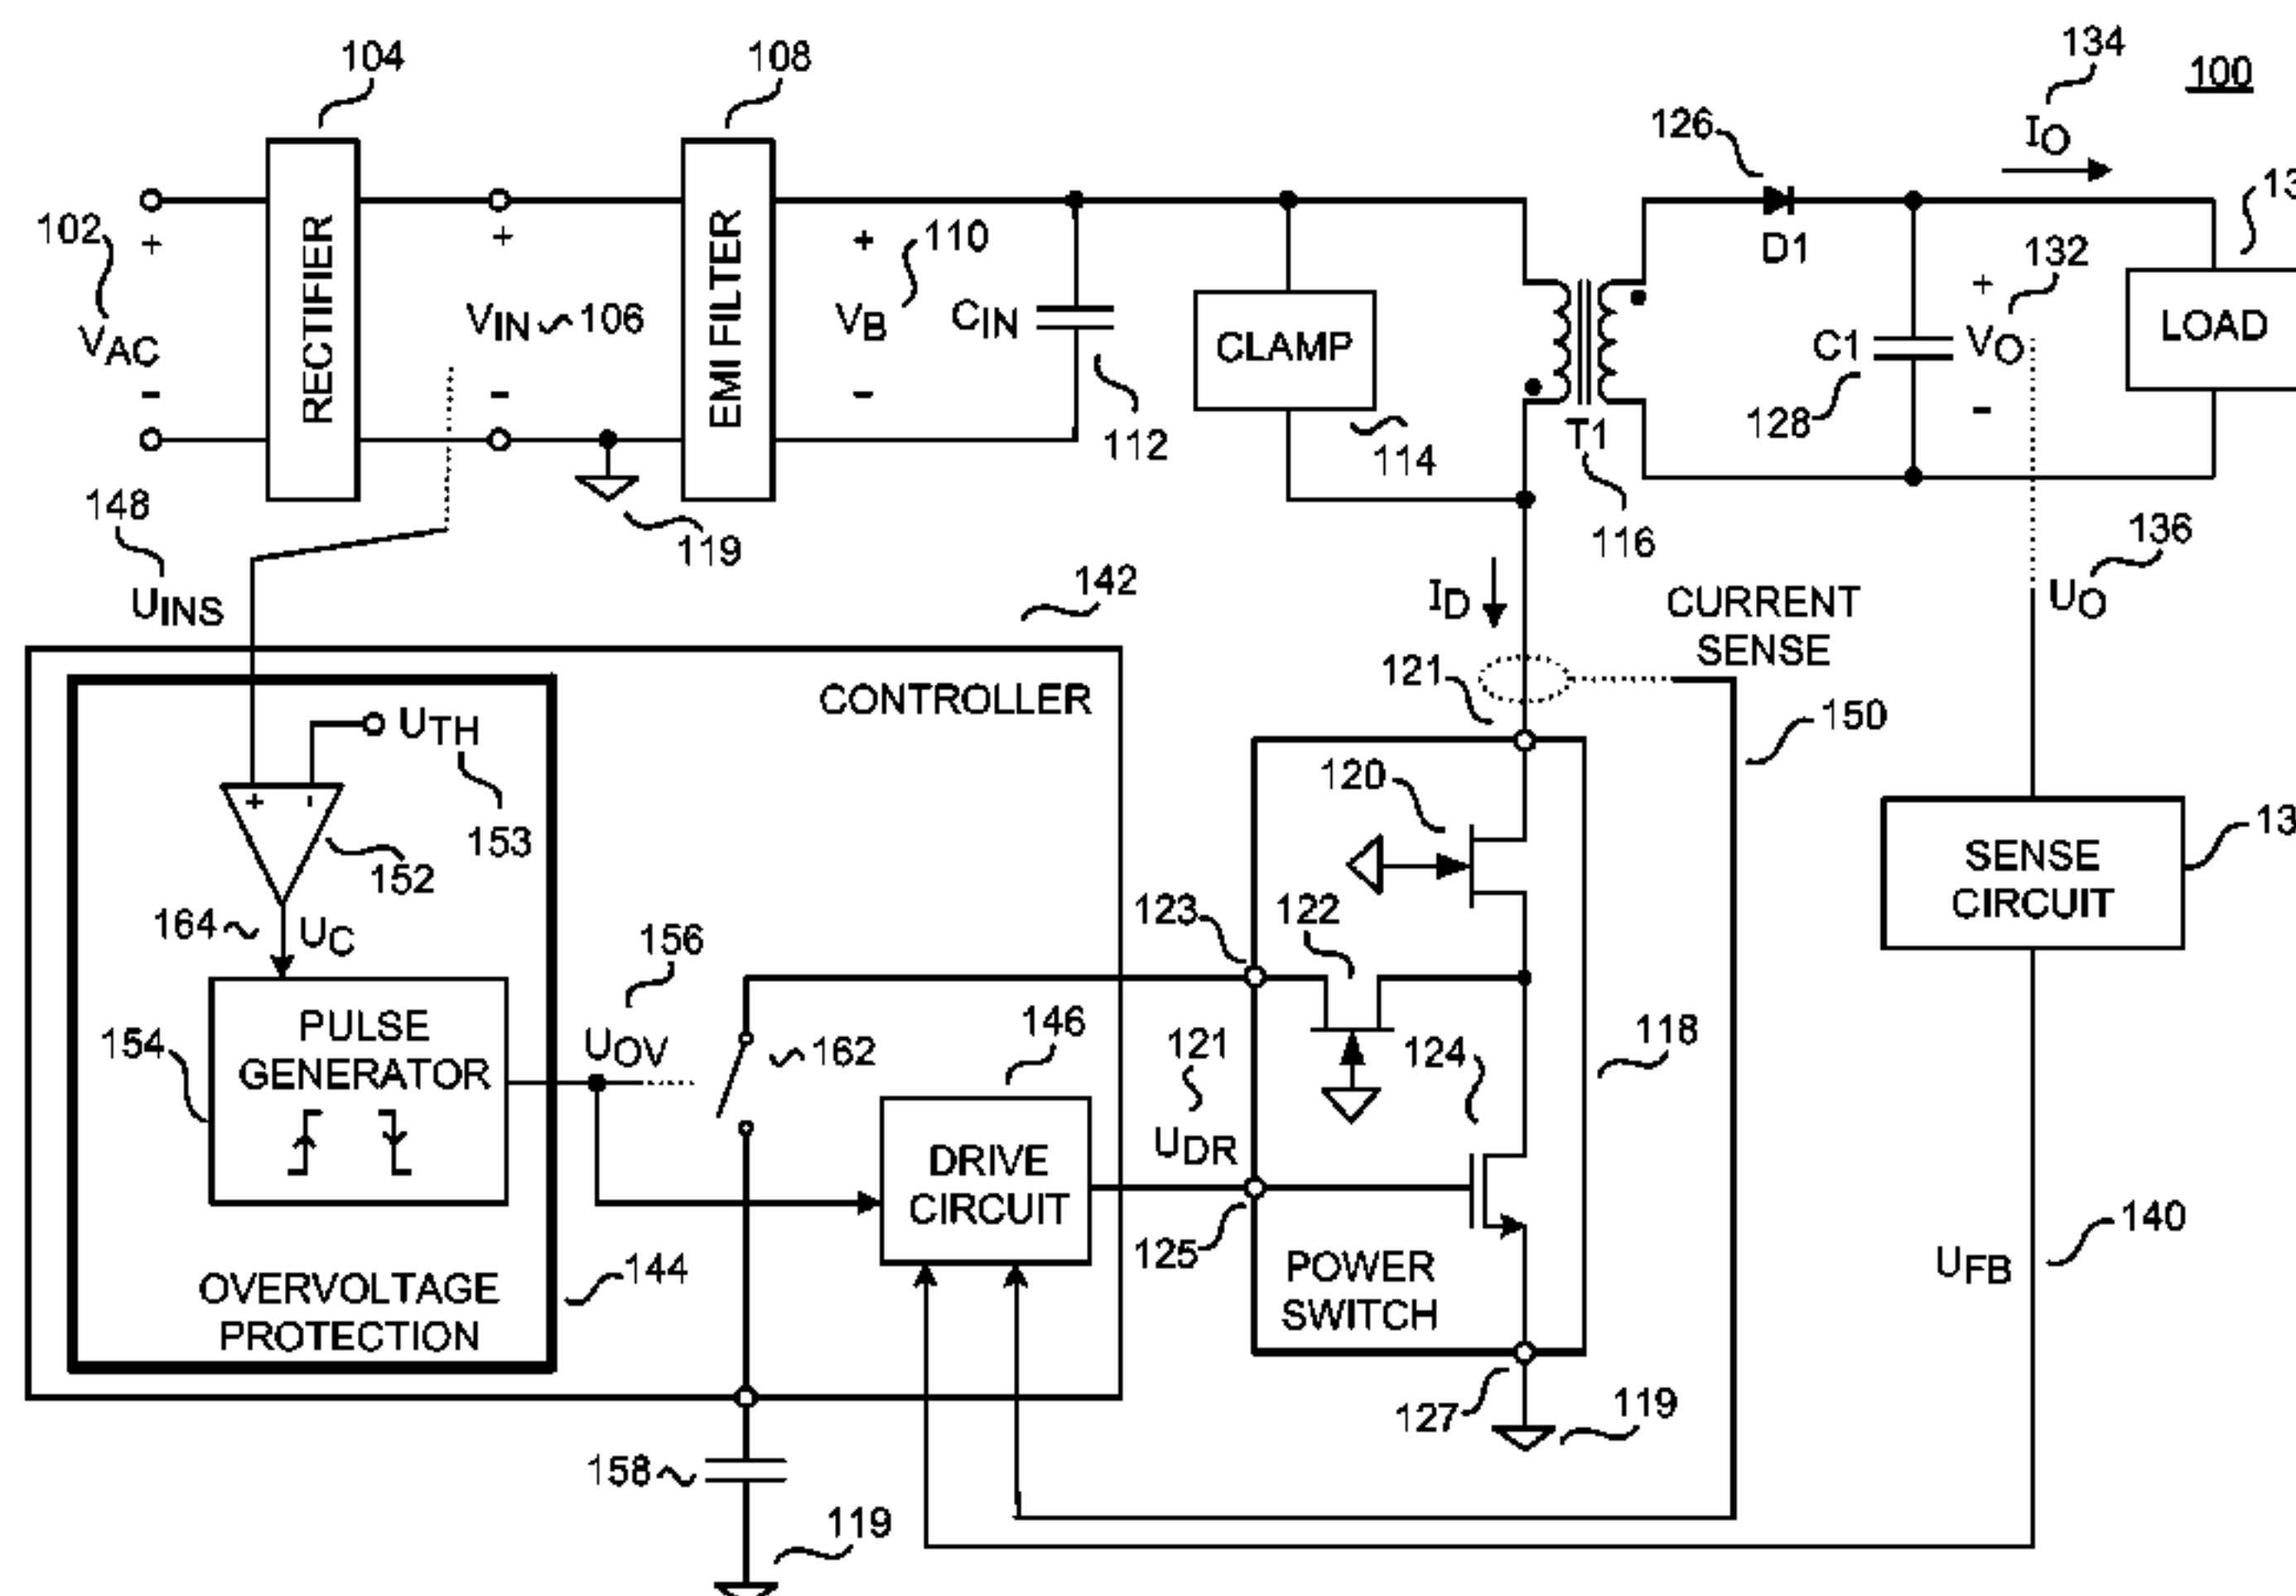 104
108
134
100
126
IO
102
+
+
+
110
D1
132
+
RECTIFIER
VIN
106
EMI FILTER
VB
CIN
CLAMP
C1
VO
LOAD
VAC
-
-
-
-
112
114
T1
128
148
119
116
136
UINS
142
ID
CURRENT
SENSE
UO
CONTROLLER
121
150
UTH
120
+ -
153
152
SENSE
CIRCUIT
164
UC
123
122
156
PULSE
GENERATOR
154
UOV
162
146
121
124
118
UDR
DRIVE
CIRCUIT
125
POWER
SWITCH
140
UFB
OVERVOLTAGE
PROTECTION
144
127
119
158
119